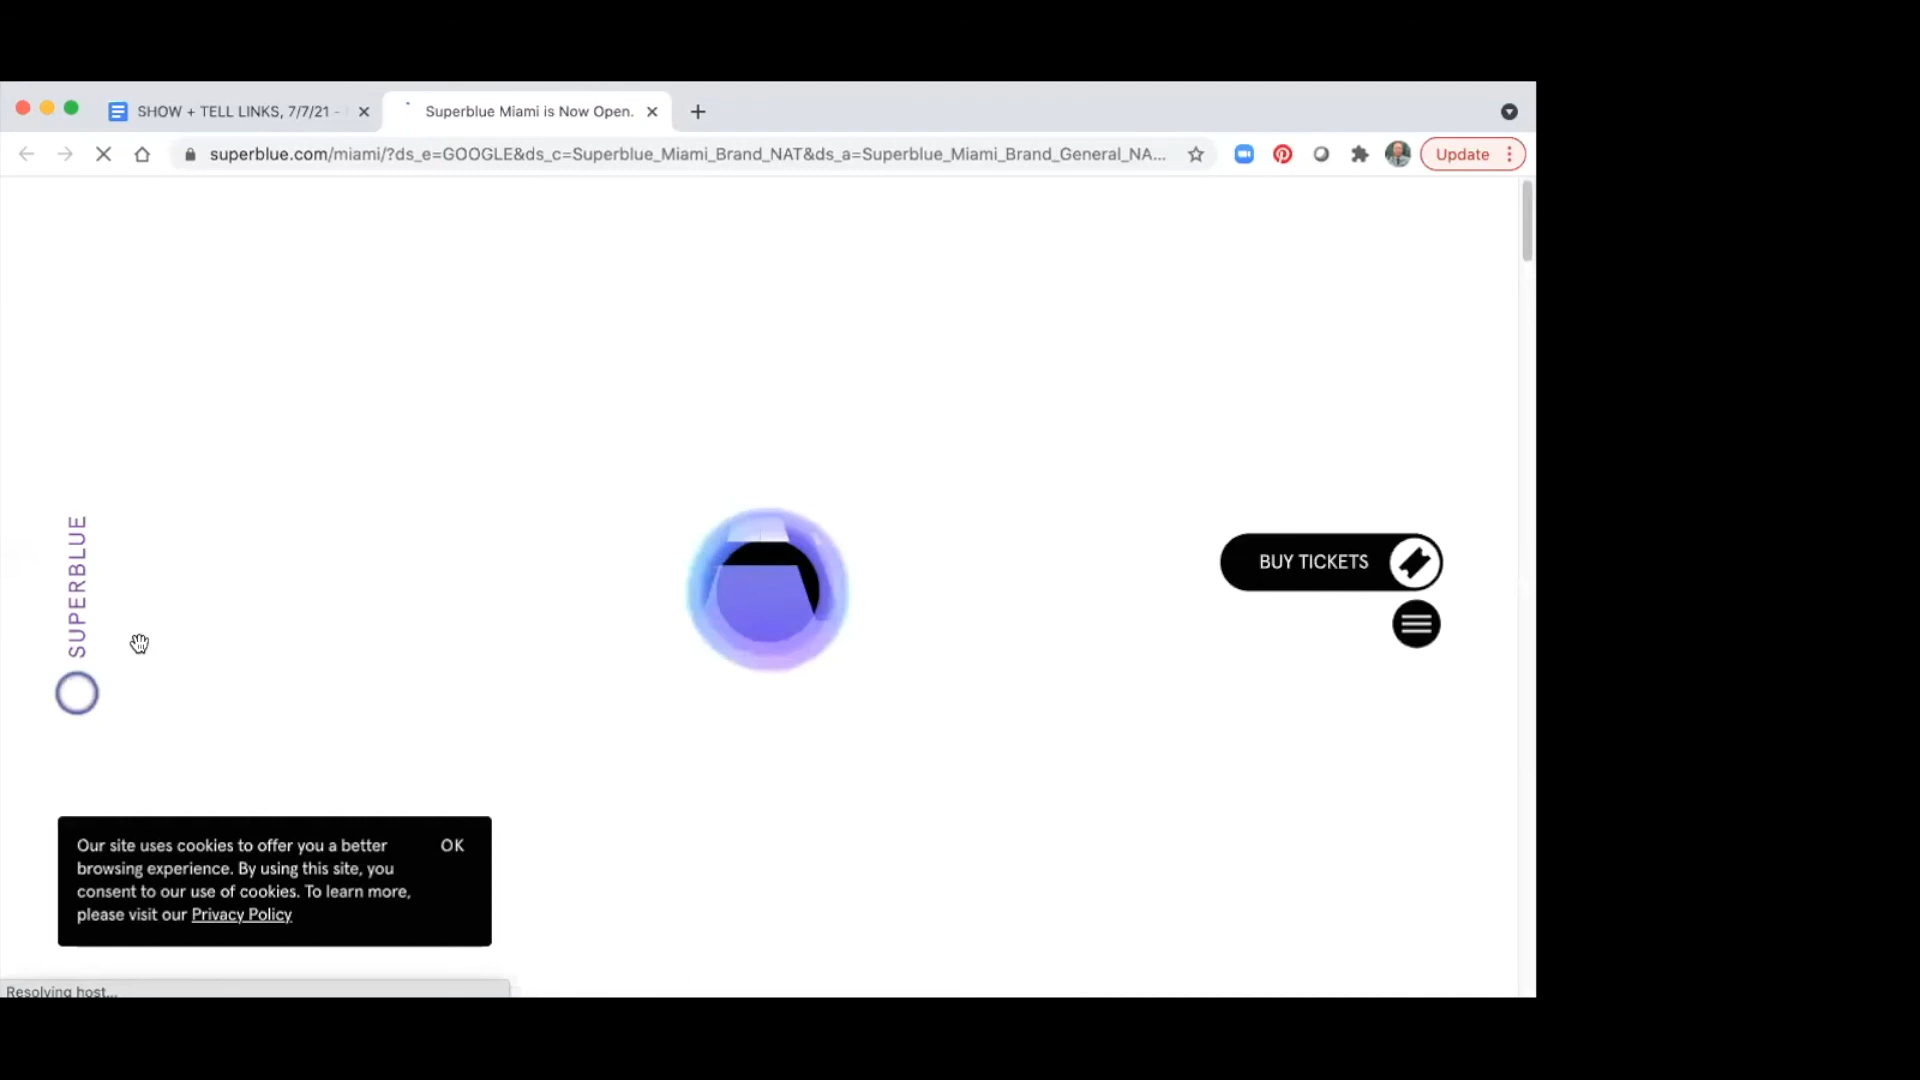 SHOW + TELL LINKS, 7/7/21 -
Superblue Miami is Now Open.
superblue.com/miami/?ds_e=GOOGLE&ds_c=Superblue_Miami_Brand_NAT&ds_a=Superblue_Miami_Brand_General_NA...
Update
SUPERBLUE
BUY TICKETS
Our site uses cookies to offer you a better
browsing experience. By using this site, you
consent to our use of cookies. To learn more,
please visit our Privacy Policy
OK
Resolving host...